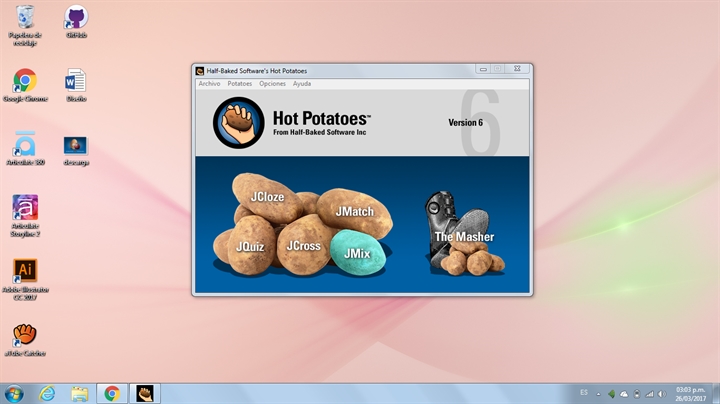 Papelera de
reciclaje
GitHub
Google Chrome
Diseño
Articulate 360
descarga
Articulate
Storyline 2
Ai
Adobe Illustrator
CC 2017
aTube Catcher
Half-Baked Software's Hot Potatoes
Archivo Potatoes Opciones Ayuda
Hot Potatoes™
From Half-Baked Software Inc
Version 6
6
JCloze
JMatch
JQuiz
JCross
JMix
The Masher
ES
03:03 p.m.
26/03/2017